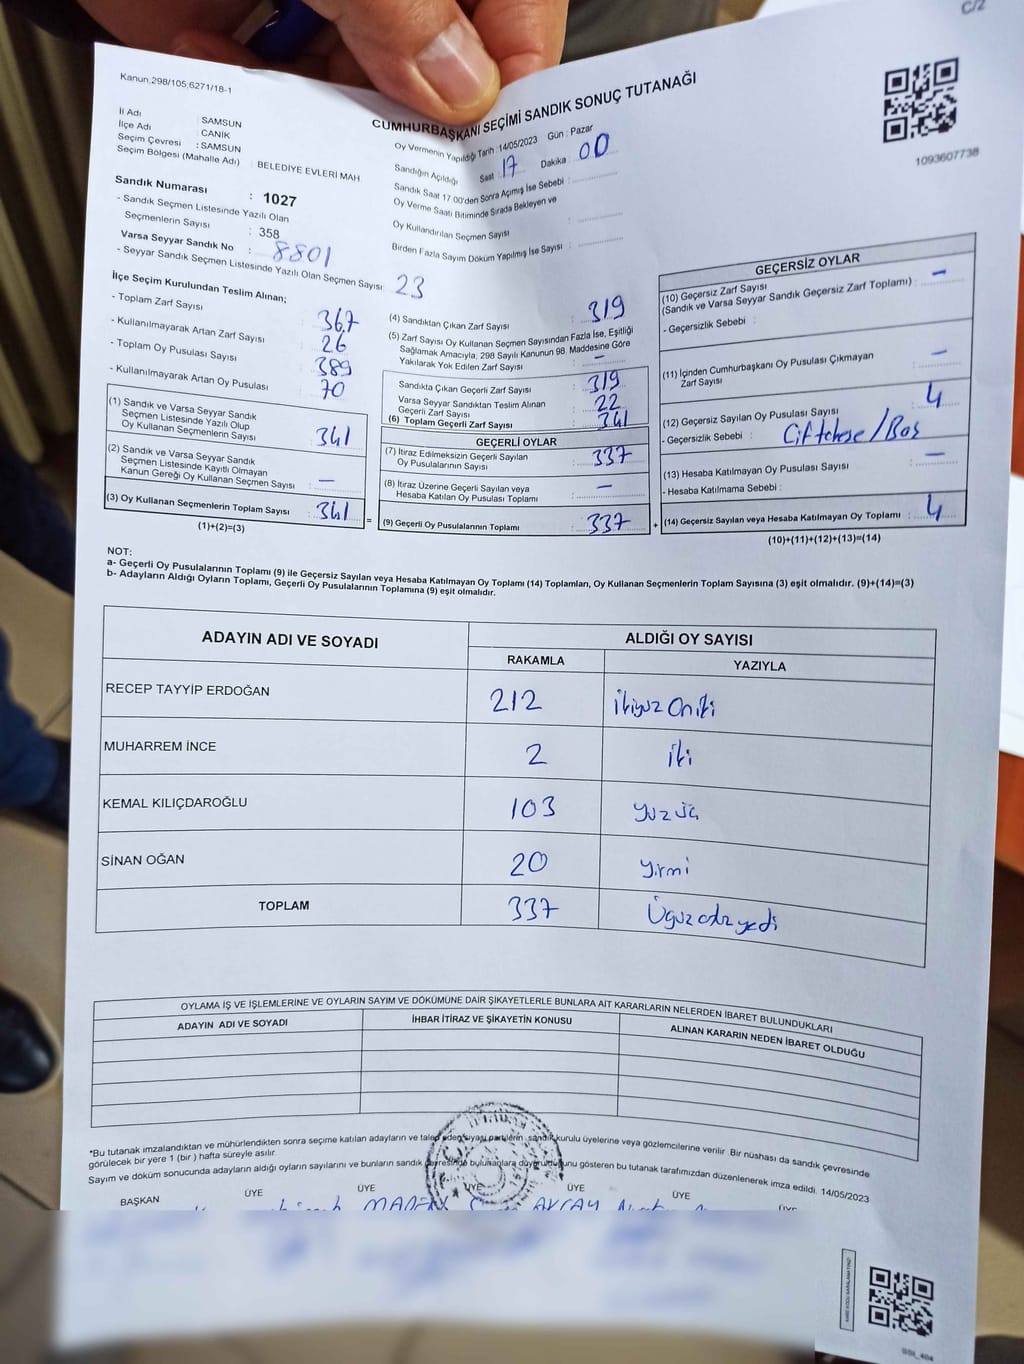 C/2
Kanun,298/105,6271/18-1
CUMHURBAŞKANI SEÇİMİ SANDIK SONUÇ TUTANAĞI
1093607738
İl Adı : SAMSUN
İlçe Adı : CANİK
Seçim Çevresi : SAMSUN
Seçim Bölgesi (Mahalle Adı) : BELEDİYE EVLERİ MAH.
Sandık Numarası : 1027
- Sandık Seçmen Listesinde Yazılı Olan
Seçmenlerin Sayısı : 358
Varsa Seyyar Sandık No : 8801
- Seyyar Sandık Seçmen Listesinde Yazılı Olan Seçmen Sayısı : 23
Oy Vermenin Yapıldığı Tarih : 14/05/2023 Gün : Pazar
Sandığın Açıldığı Saat 17 Dakika : 00
Sandık Saat 17:00'den Sonra Açımış İse Sebebi :
Oy Verme Saati Bitiminde Sırada Bekleyen ve
Oy Kullandırılan Seçmen Sayısı :
Birden Fazla Sayım Döküm Yapılmış İse Sayısı :
İlçe Seçim Kurulundan Teslim Alınan;
- Toplam Zarf Sayısı : 367
- Kullanılmayarak Artan Zarf Sayısı : 26
- Toplam Oy Pusulası Sayısı : 389
- Kullanılmayarak Artan Oy Pusulası : 70
(1) Sandık ve Varsa Seyyar Sandık
Seçmen Listesinde Yazılı Olup
Oy Kullanan Seçmenlerin Sayısı : 341
(2) Sandık ve Varsa Seyyar Sandık
Seçmen Listesinde Kayıtlı Olmayan
Kanun Gereği Oy Kullanan Seçmen Sayısı : —
(3) Oy Kullanan Seçmenlerin Toplam Sayısı : 341
(1)+(2)=(3)
(4) Sandıktan Çıkan Zarf Sayısı : 319
(5) Zarf Sayısı Oy Kullanan Seçmen Sayısından Fazla İse, Eşitliği
Sağlamak Amacıyla, 298 Sayılı Kanunun 98. Maddesine Göre
Yakılarak Yok Edilen Zarf Sayısı : —
Sandıkta Çıkan Geçerli Zarf Sayısı : 319
Varsa Seyyar Sandıktan Teslim Alınan
Geçerli Zarf Sayısı : 22
(6) Toplam Geçerli Zarf Sayısı : 341
GEÇERLİ OYLAR
(7) İtiraz Edilmeksizin Geçerli Sayılan
Oy Pusulalarının Sayısı : 337
(8) İtiraz Üzerine Geçerli Sayılan veya
Hesaba Katılan Oy Pusulası Toplamı : —
= (9) Geçerli Oy Pusulalarının Toplamı : 337 +
GEÇERSİZ OYLAR
(10) Geçersiz Zarf Sayısı
(Sandık ve Varsa Seyyar Sandık Geçersiz Zarf Toplamı) : —
- Geçersizlik Sebebi :
(11) İçinden Cumhurbaşkanı Oy Pusulası Çıkmayan
Zarf Sayısı : —
(12) Geçersiz Sayılan Oy Pusulası Sayısı : 4
- Geçersizlik Sebebi : Çift /Boş
(13) Hesaba Katılmayan Oy Pusulası Sayısı : —
- Hesaba Katılmama Sebebi :
(14) Geçersiz Sayılan veya Hesaba Katılmayan Oy Toplamı : 4
(10)+(11)+(12)+(13)=(14)
NOT:
a- Geçerli Oy Pusulalarının Toplamı (9) ile Geçersiz Sayılan veya Hesaba Katılmayan Oy Toplamı (14) Toplamları, Oy Kullanan Seçmenlerin Toplam Sayısına (3) eşit olmalıdır. (9)+(14)=(3)
b- Adayların Aldığı Oyların Toplamı, Geçerli Oy Pusulalarının Toplamına (9) eşit olmalıdır.
ADAYIN ADI VE SOYADI ALDIĞI OY SAYISI
RAKAMLA YAZIYLA
RECEP TAYYİP ERDOĞAN 212 ikiyüz oniki
MUHARREM İNCE 2 iki
KEMAL KILIÇDAROĞLU 103 yüz üç
SİNAN OĞAN 20 yirmi
TOPLAM 337 Üçyüz otuz yedi
OYLAMA İŞ VE İŞLEMLERİNE VE OYLARIN SAYIM VE DÖKÜMÜNE DAİR ŞİKAYETLERLE BUNLARA AİT KARARLARIN NELERDEN İBARET BULUNDUKLARI
ADAYIN ADI VE SOYADI İHBAR İTİRAZ VE ŞİKAYETİN KONUSU ALINAN KARARIN NEDEN İBARET OLDUĞU
*Bu tutanak imzalandıktan ve mühürlendikten sonra seçime katılan adayların ve talep eden siyasi partilerin sandık kurulu üyelerine veya gözlemcilerine verilir. Bir nüshası da sandık çevresinde
görülecek bir yere 1 (bir ) hafta süreyle asılır.
Sayım ve döküm sonucunda adayların aldığı oyların sayılarını ve bunların sandık çevresinde bulunanlara duyurulduğunu gösteren bu tutanak tarafımızdan düzenlenerek imza edildi. 14/05/2023
BAŞKAN ÜYE ÜYE ÜYE ÜYE ÜYE ÜYE